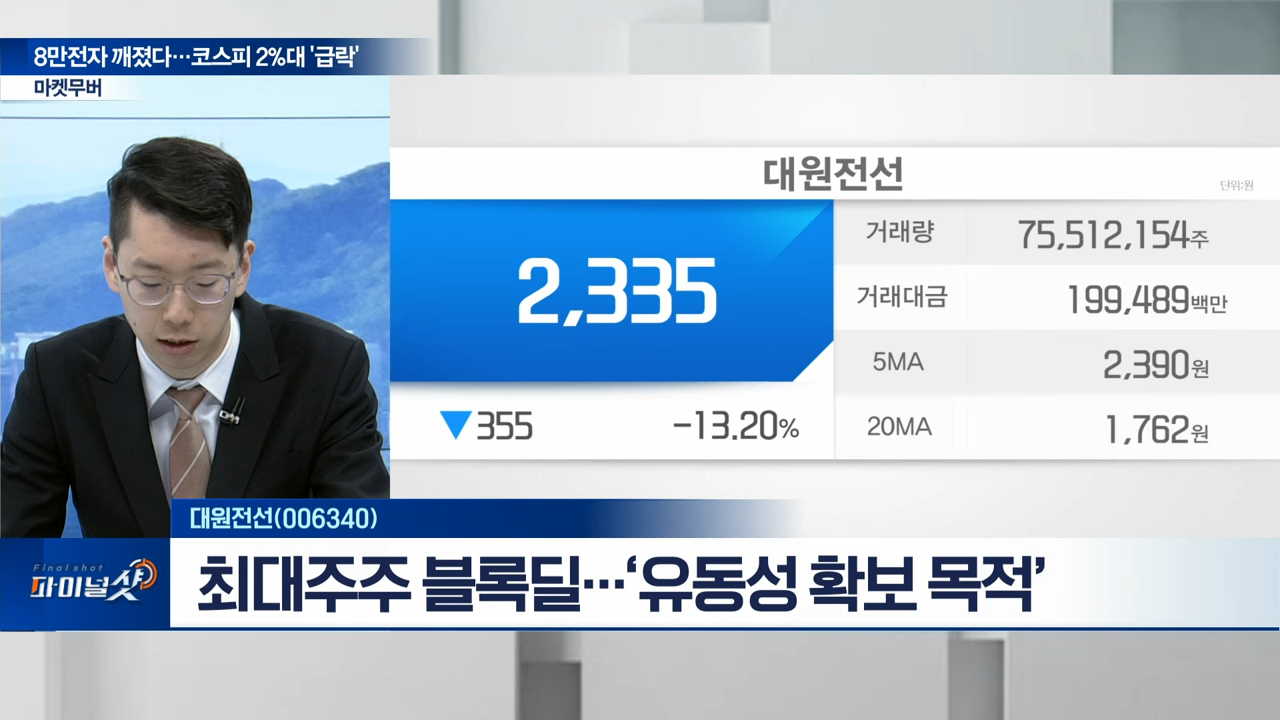 8만전자 깨졌다…코스피 2%대 '급락'
마켓무버
대원전선
단위:원
2,335
▼355 -13.20%
거래량 75,512,154주
거래대금 199,489백만
5MA 2,390원
20MA 1,762원
대원전선(006340)
Final shot
파이널샷
최대주주 블록딜…‘유동성 확보 목적’